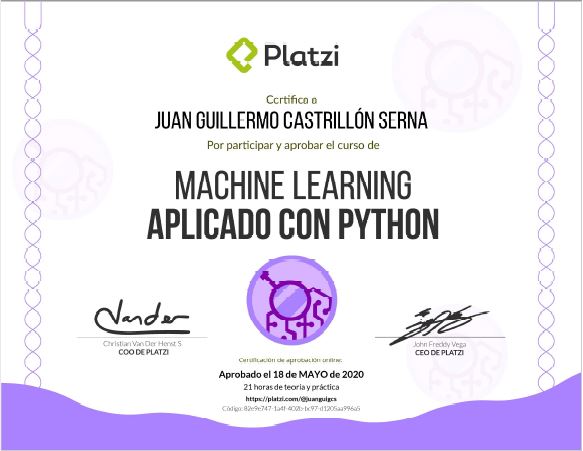 Platzi
Certifica a
JUAN GUILLERMO CASTRILLÓN SERNA
Por participar y aprobar el curso de
MACHINE LEARNING
APLICADO CON PYTHON
Christian Van Der Henst S
COO DE PLATZI
John Freddy Vega
CEO DE PLATZI
Certificación de aprobación online:
Aprobado el 18 de MAYO de 2020
21 horas de teoría y práctica
https://platzi.com/@juanguigcs
Código: